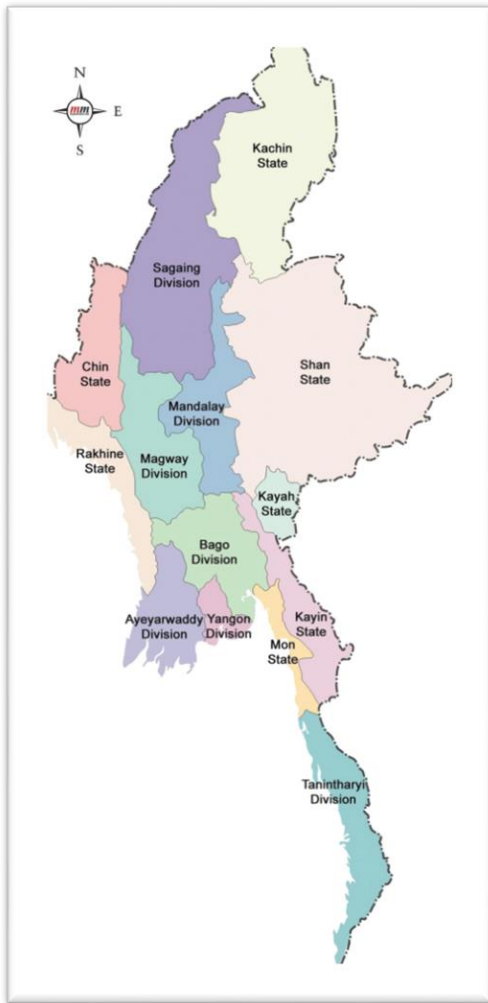 N
mm
E
S
Kachin
State
Sagaing
Division
Chin
State
Shan
State
Mandalay
Division
Rakhine
State
Magway
Division
Kayah
State
Bago
Division
Ayeyarwaddy
Division
Yangon
Division
Kayin
State
Mon
State
Tanintharyi
Division